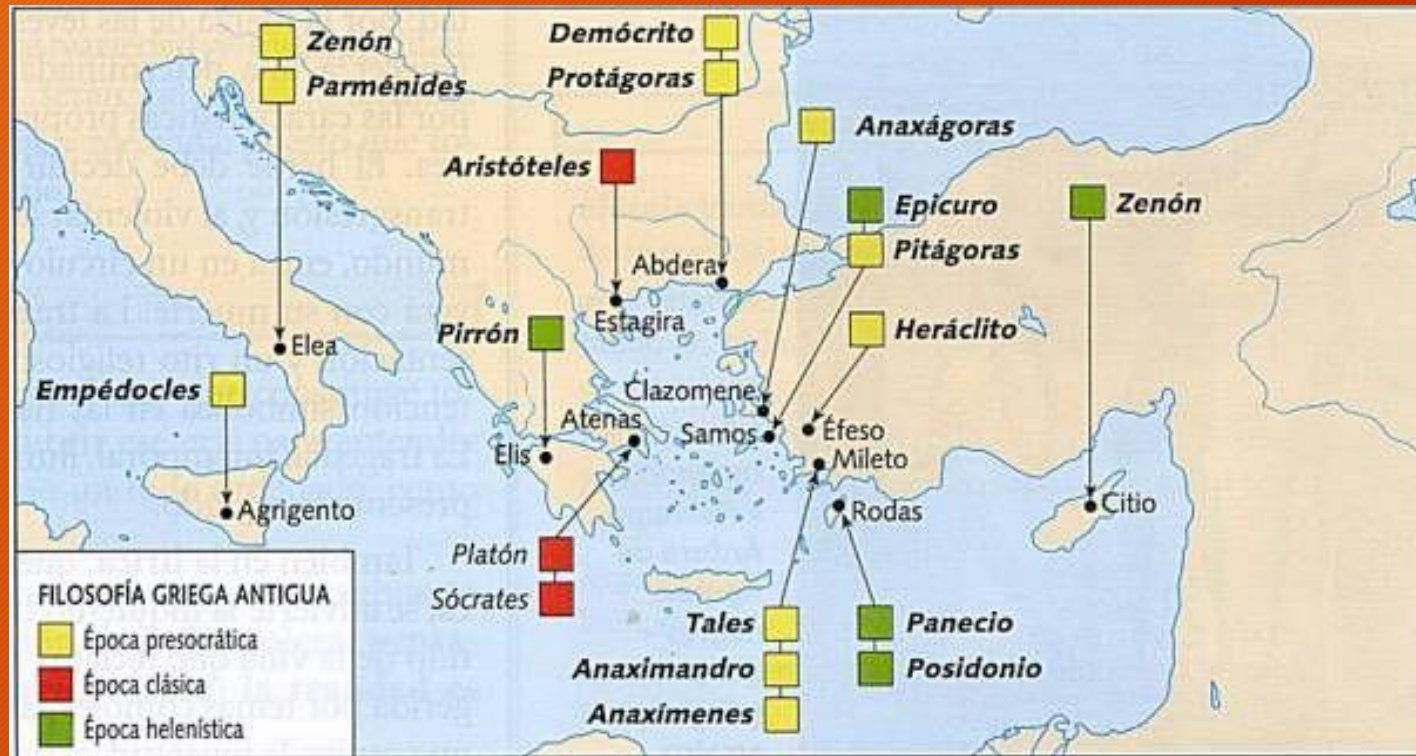 Zenón
Parménides
Demócrito
Protágoras
Anaxágoras
Aristóteles
Epicuro
Pitágoras
Zenón
Abdera
Estagira
Pirrón
Heráclito
Elea
Empédocles
Clazomene
Atenas
Samos
Éfeso
Elis
Mileto
Agrigento
Rodas
Citio
Platón
Sócrates
Tales
Anaximandro
Anaxímenes
Panecio
Posidonio
FILOSOFÍA GRIEGA ANTIGUA
Época presocrática
Época clásica
Época helenística